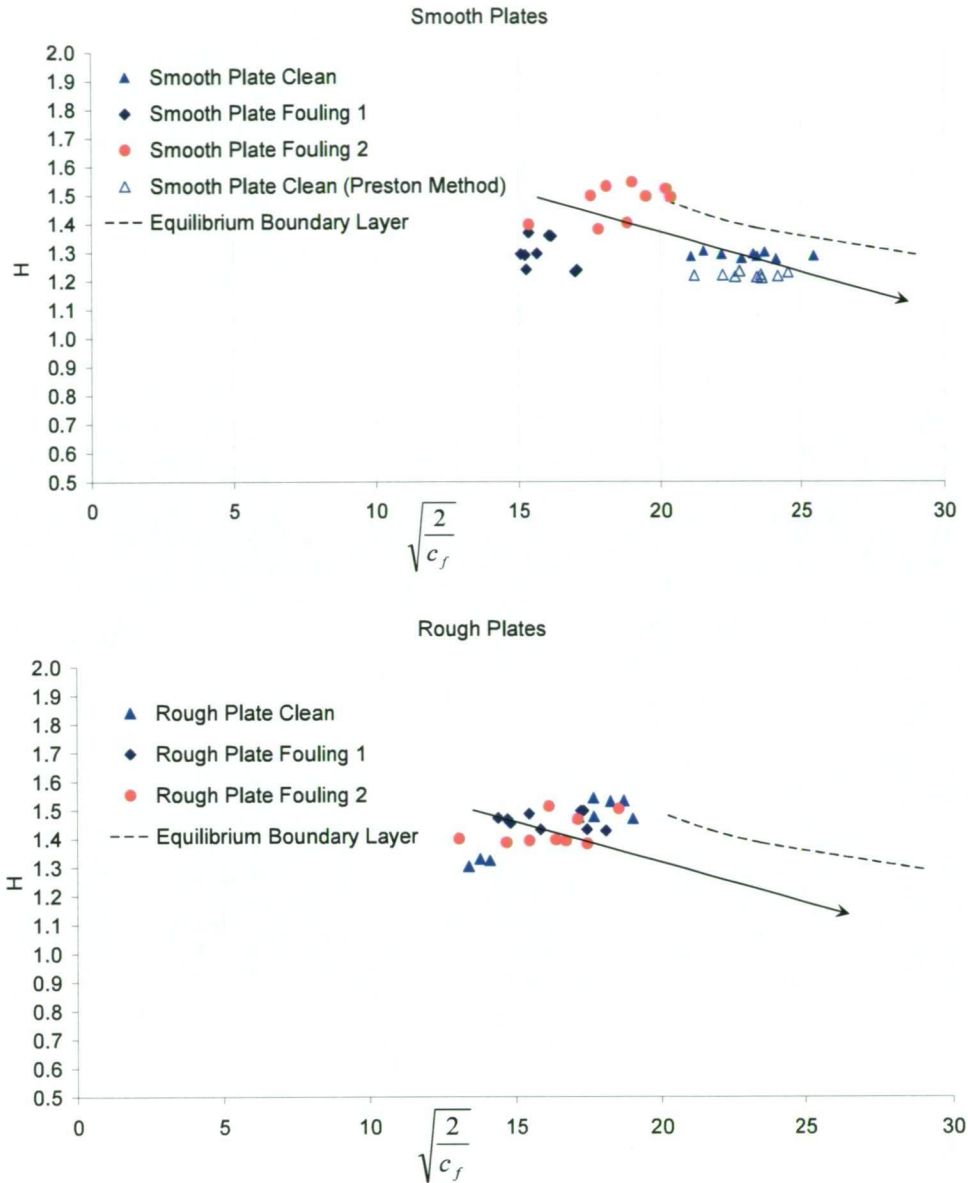 Smooth Plates
2.0
1.9
1.8
1.7
1.6
1.5
1.4
1.3
1.2
1.1
1.0
0.9
0.8
0.7
0.6
0.5
H
Smooth Plate Clean
Smooth Plate Fouling 1
Smooth Plate Fouling 2
Smooth Plate Clean (Preston Method)
Equilibrium Boundary Layer
0 5 10 15 20 25 30
√(2/c_f)
Rough Plates
2.0
1.9
1.8
1.7
1.6
1.5
1.4
1.3
1.2
1.1
1.0
0.9
0.8
0.7
0.6
0.5
H
Rough Plate Clean
Rough Plate Fouling 1
Rough Plate Fouling 2
Equilibrium Boundary Layer
0 5 10 15 20 25 30
√(2/c_f)